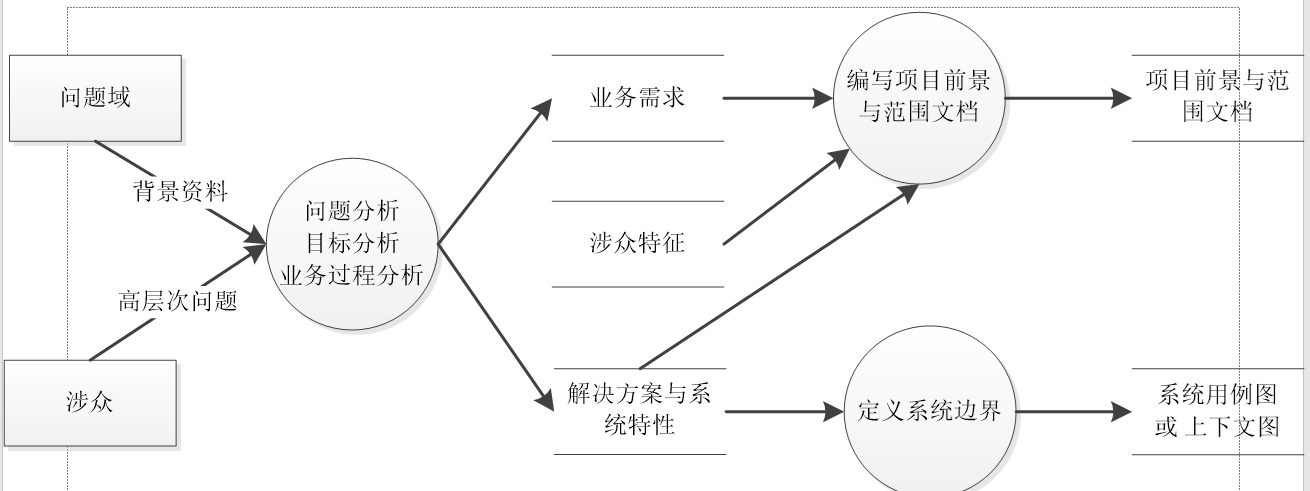 问题域
背景资料
高层次问题
涉众
问题分析
目标分析
业务过程分析
业务需求
涉众特征
解决方案与系
统特性
编写项目前景
与范围文档
定义系统边界
项目前景与范
围文档
系统用例图
或 上下文图